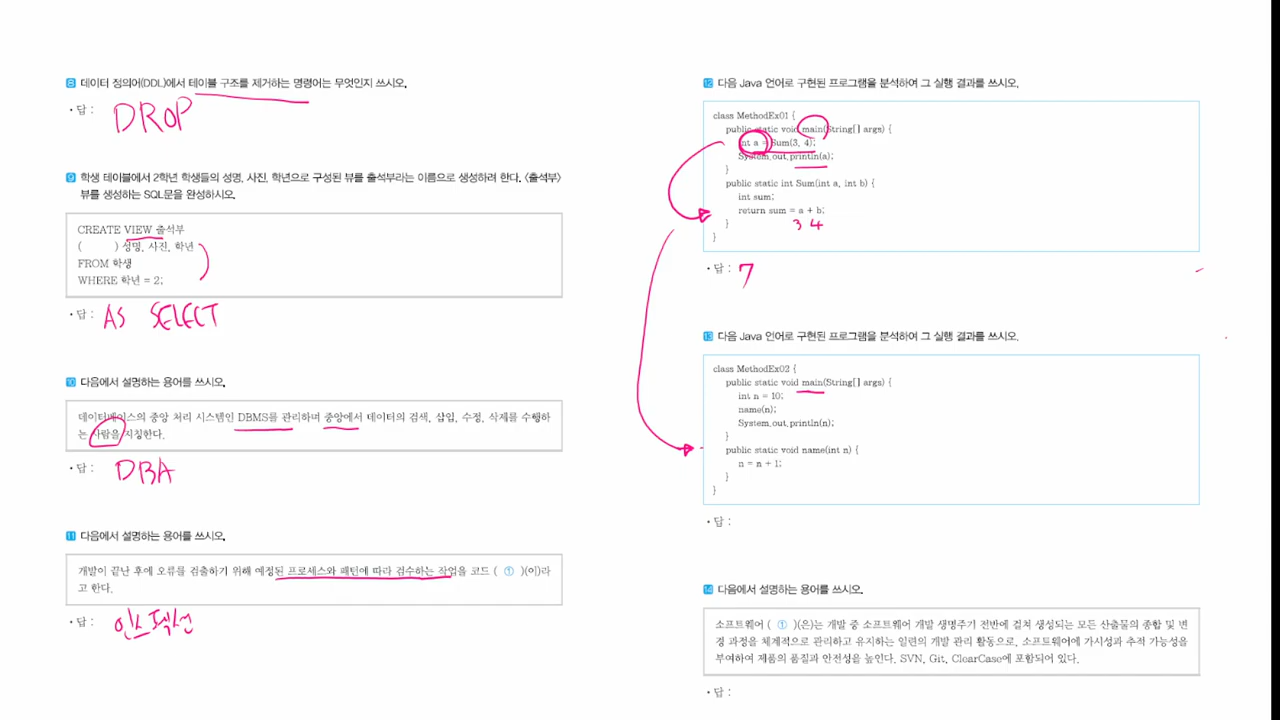 8 데이터 정의어(DDL)에서 테이블 구조를 제거하는 명령어는 무엇인지 쓰시오.
• 답 : DROP
9 학생 테이블에서 2학년 학생들의 성명, 사진, 학년으로 구성된 뷰를 출석부라는 이름으로 생성하려 한다. <출석부>
뷰를 생성하는 SQL문을 완성하시오.
CREATE VIEW 출석부
( ) 성명, 사진, 학년
FROM 학생
WHERE 학년 = 2;
• 답 : AS SELECT
10 다음에서 설명하는 용어를 쓰시오.
데이터베이스의 중앙 처리 시스템인 DBMS를 관리하며 중앙에서 데이터의 검색, 삽입, 수정, 삭제를 수행하
는 사람을 지칭한다.
• 답 : DBA
11 다음에서 설명하는 용어를 쓰시오.
개발이 끝난 후에 오류를 검출하기 위해 예정된 프로세스와 패턴에 따라 검수하는 작업을 코드 ( ① )(이)라
고 한다.
• 답 : 인스펙션
12 다음 Java 언어로 구현된 프로그램을 분석하여 그 실행 결과를 쓰시오.
class MethodEx01 {
public static void main(String[] args) {
int a = Sum(3, 4);
System.out.println(a);
}
public static int Sum(int a, int b) {
int sum;
return sum = a + b;
} 3 4
}
• 답 : 7
13 다음 Java 언어로 구현된 프로그램을 분석하여 그 실행 결과를 쓰시오.
class MethodEx02 {
public static void main(String[] args) {
int n = 10;
name(n);
System.out.println(n);
}
public static void name(int n) {
n = n + 1;
}
}
• 답 :
14 다음에서 설명하는 용어를 쓰시오.
소프트웨어 ( ① )(은)는 개발 중 소프트웨어 개발 생명주기 전반에 걸쳐 생성되는 모든 산출물의 종합 및 변
경 과정을 체계적으로 관리하고 유지하는 일련의 개발 관리 활동으로, 소프트웨어에 가시성과 추적 가능성을
부여하여 제품의 품질과 안전성을 높인다. SVN, Git, ClearCase에 포함되어 있다.
• 답 :